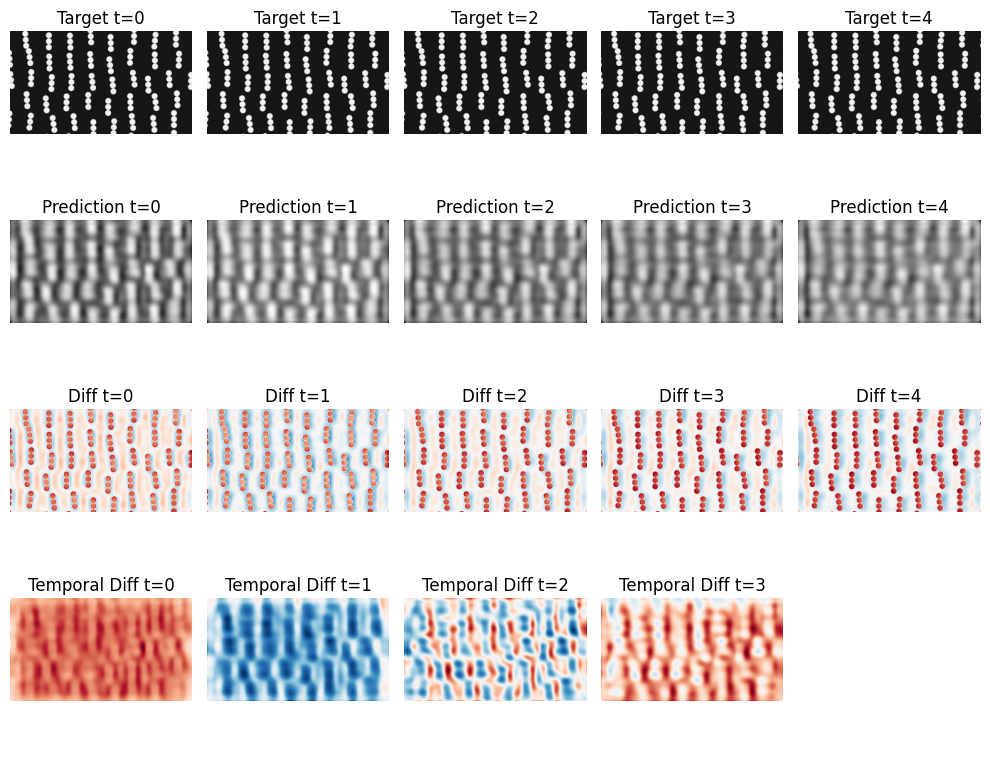 Target t=0 Target t=1 Target t=2 Target t=3 Target t=4
Prediction t=0 Prediction t=1 Prediction t=2 Prediction t=3 Prediction t=4
Diff t=0 Diff t=1 Diff t=2 Diff t=3 Diff t=4
Temporal Diff t=0 Temporal Diff t=1 Temporal Diff t=2 Temporal Diff t=3